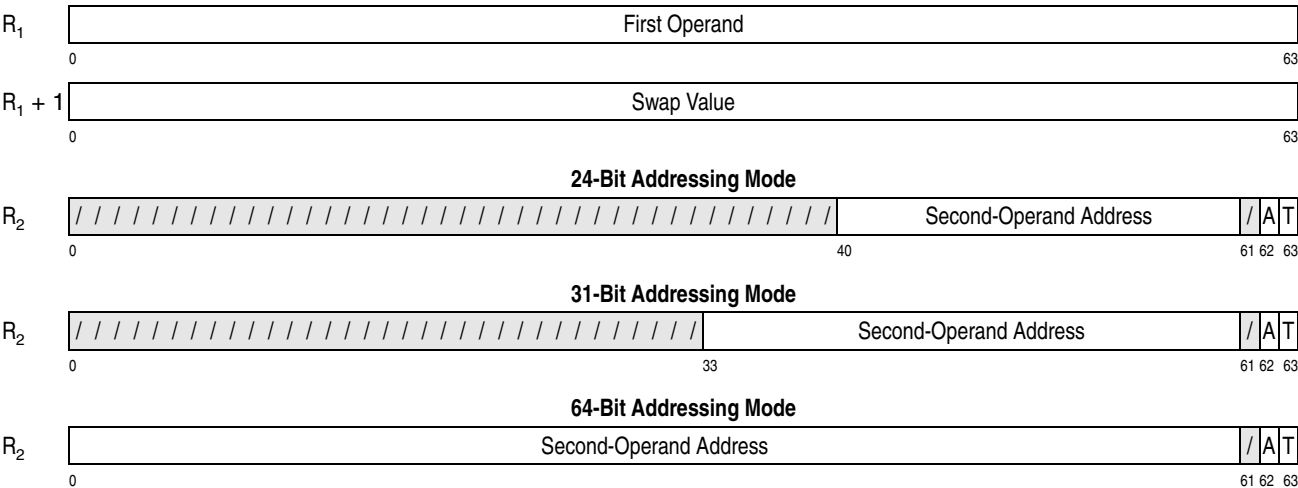 R₁ First Operand
0 63
R₁ + 1 Swap Value
0 63
24-Bit Addressing Mode
R₂ / / / / / / / / / / / / / / / / / / / / / / / / / / / / / / / / / / / / / / / / Second-Operand Address / A T
0 40 61 62 63
31-Bit Addressing Mode
R₂ / / / / / / / / / / / / / / / / / / / / / / / / / / / / / / / / / Second-Operand Address / A T
0 33 61 62 63
64-Bit Addressing Mode
R₂ Second-Operand Address / A T
0 61 62 63